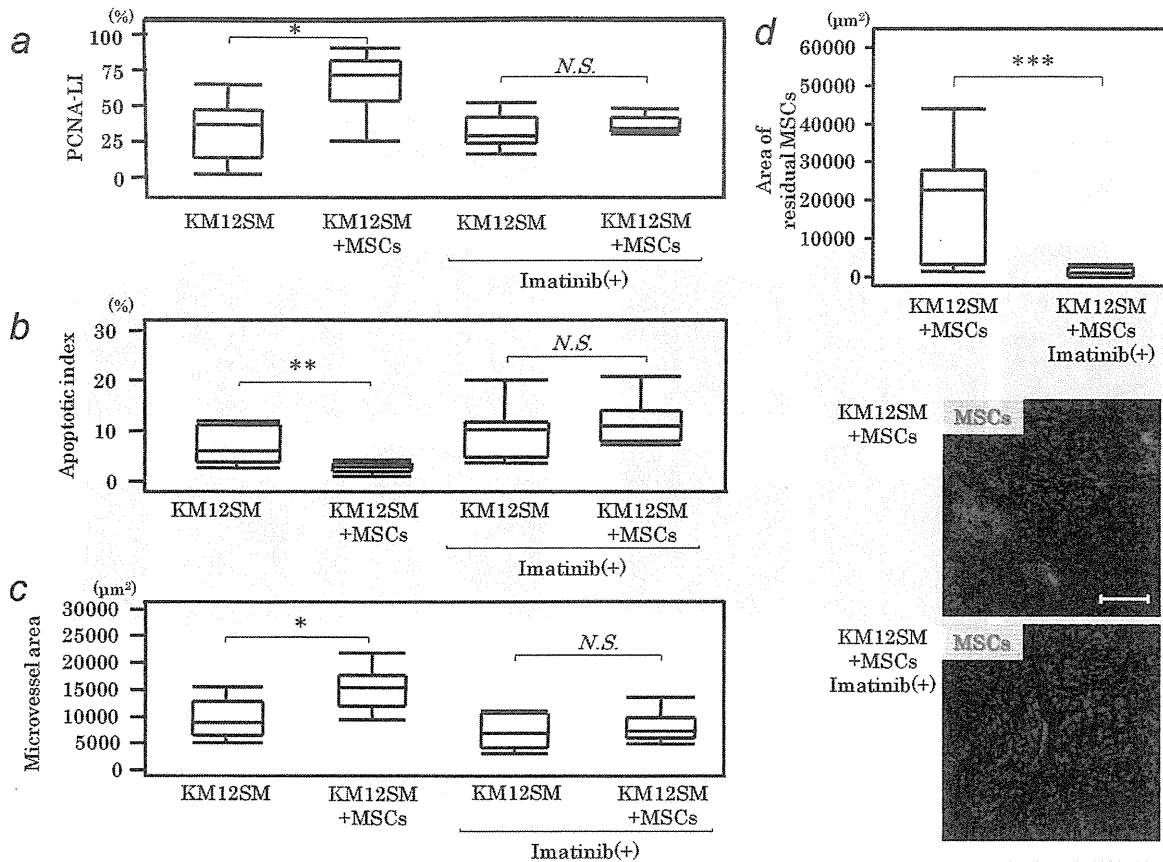 a
(%)
PCNA-LI
100
75
50
25
0
*
N.S.
KM12SM
KM12SM
+MSCs
KM12SM
KM12SM
+MSCs
Imatinib(+)
b
(%)
Apoptotic index
30
20
10
0
**
N.S.
KM12SM
KM12SM
+MSCs
KM12SM
KM12SM
+MSCs
Imatinib(+)
c
(µm²)
Microvessel area
30000
25000
20000
15000
10000
5000
0
*
N.S.
KM12SM
KM12SM
+MSCs
KM12SM
KM12SM
+MSCs
Imatinib(+)
d
(µm²)
Area of
residual MSCs
60000
50000
40000
30000
20000
10000
0
***
KM12SM
+MSCs
KM12SM
+MSCs
Imatinib(+)
KM12SM
+MSCs
MSCs
KM12SM
+MSCs
Imatinib(+)
MSCs